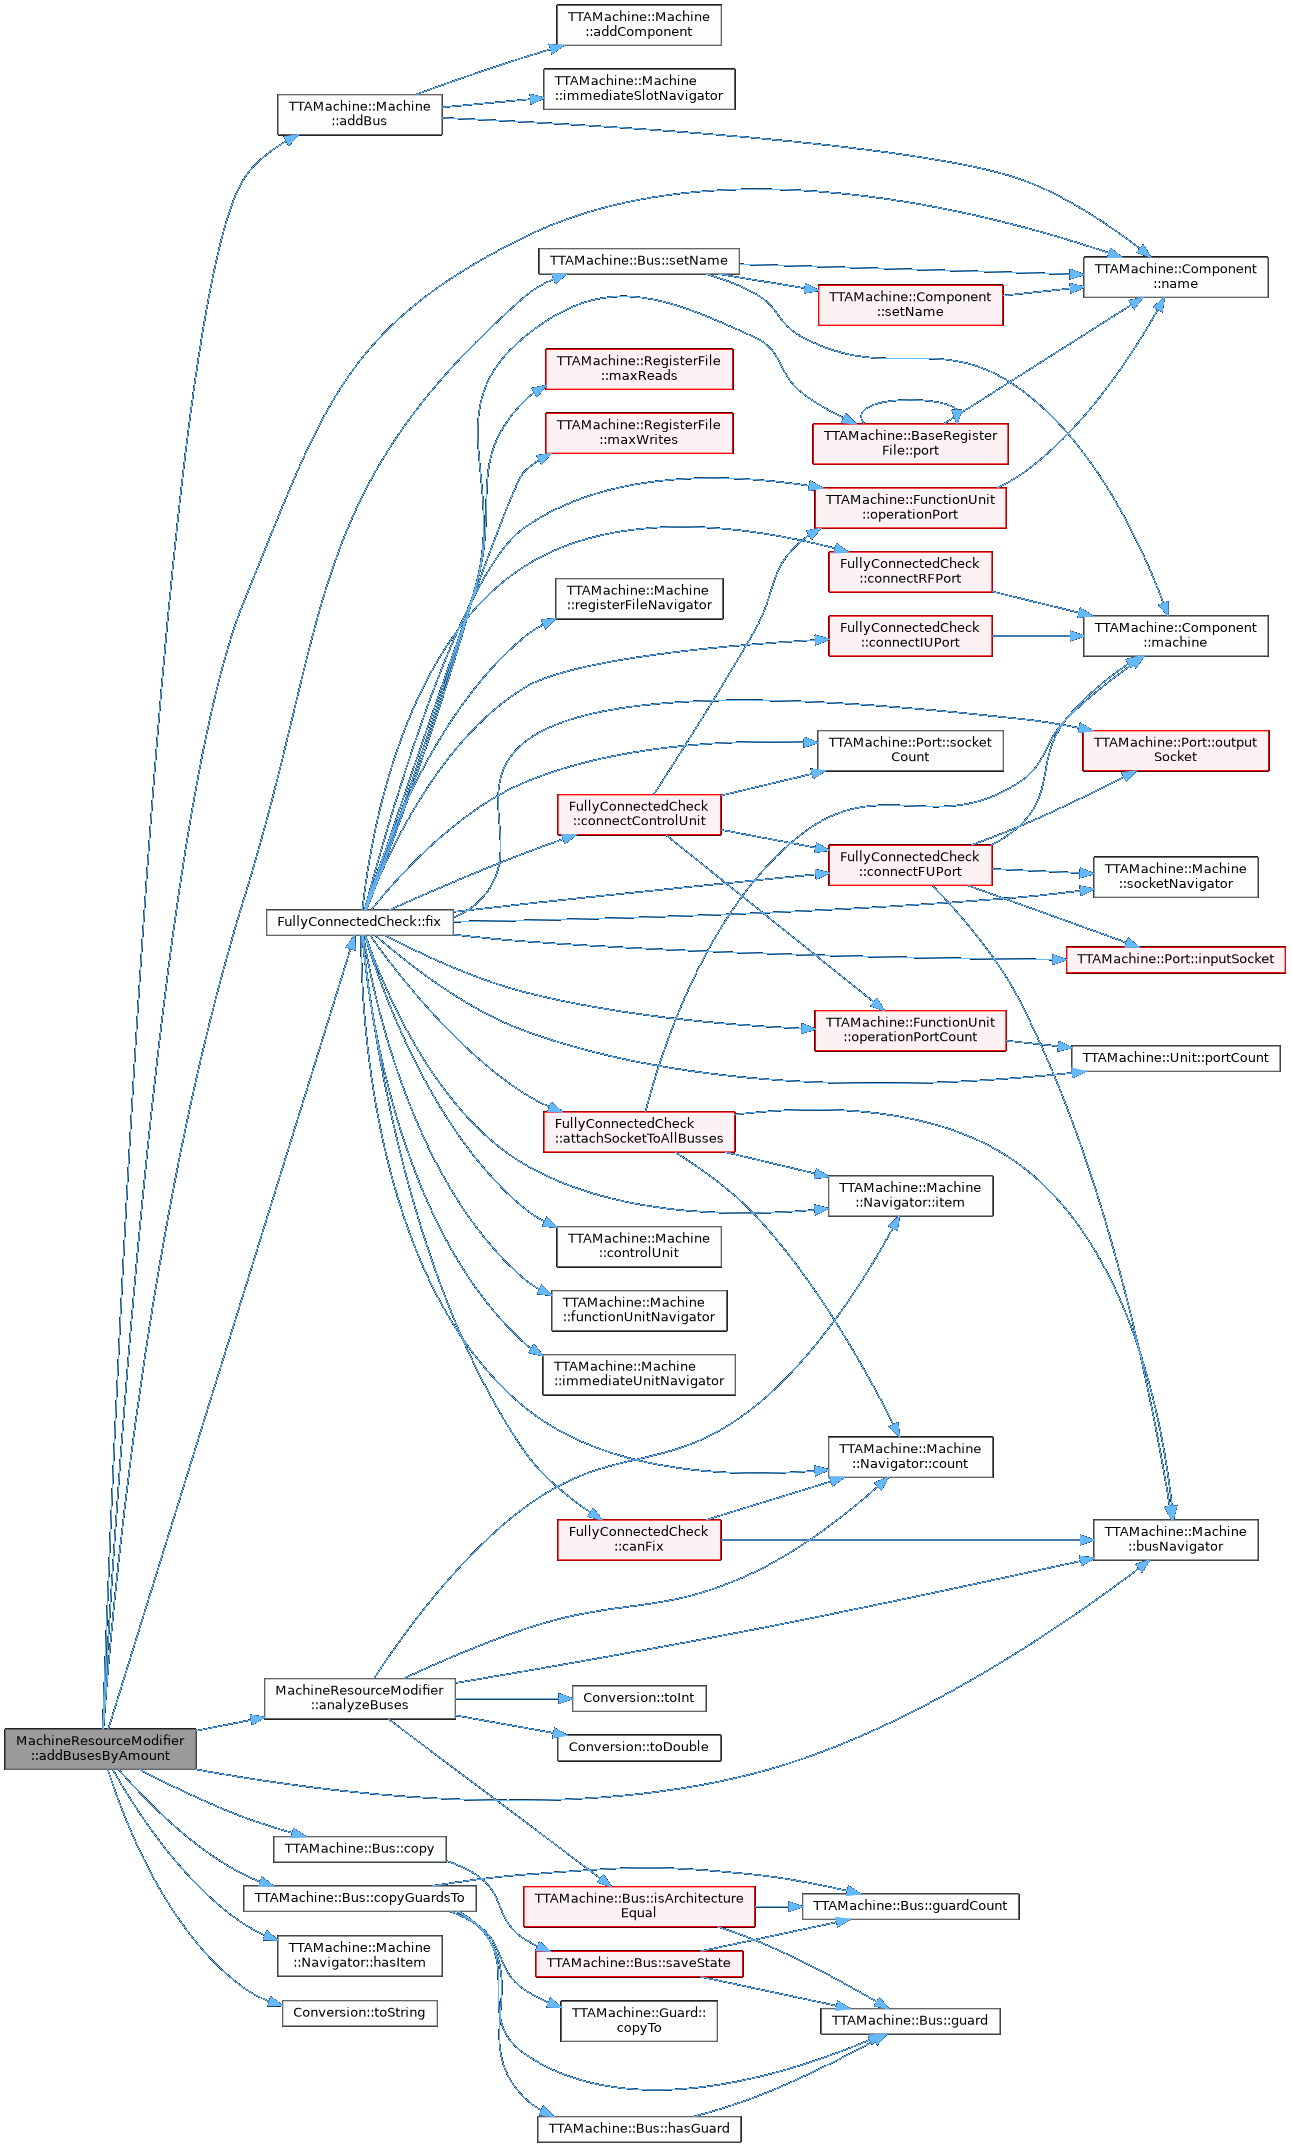 TTAMachine::Machine
::addComponent
TTAMachine::Machine
::immediateSlotNavigator
TTAMachine::Machine
::addBus
TTAMachine::Bus::setName
TTAMachine::Component
::name
TTAMachine::Component
::setName
TTAMachine::RegisterFile
::maxReads
TTAMachine::RegisterFile
::maxWrites
TTAMachine::BaseRegister
File::port
TTAMachine::FunctionUnit
::operationPort
FullyConnectedCheck
::connectRFPort
TTAMachine::Machine
::registerFileNavigator
FullyConnectedCheck
::connectIUPort
TTAMachine::Component
::machine
TTAMachine::Port::socket
Count
TTAMachine::Port::output
Socket
FullyConnectedCheck
::connectControlUnit
FullyConnectedCheck
::connectFUPort
TTAMachine::Machine
::socketNavigator
FullyConnectedCheck::fix
TTAMachine::Port::inputSocket
TTAMachine::FunctionUnit
::operationPortCount
TTAMachine::Unit::portCount
FullyConnectedCheck
::attachSocketToAllBusses
TTAMachine::Machine
::Navigator::item
TTAMachine::Machine
::controlUnit
TTAMachine::Machine
::functionUnitNavigator
TTAMachine::Machine
::immediateUnitNavigator
TTAMachine::Machine
::Navigator::count
FullyConnectedCheck
::canFix
TTAMachine::Machine
::busNavigator
MachineResourceModifier
::analyzeBuses
Conversion::toInt
Conversion::toDouble
MachineResourceModifier
::addBusesByAmount
TTAMachine::Bus::copy
TTAMachine::Bus::copyGuardsTo
TTAMachine::Bus::isArchitecture
Equal
TTAMachine::Bus::guardCount
TTAMachine::Machine
::Navigator::hasItem
TTAMachine::Bus::saveState
Conversion::toString
TTAMachine::Guard::
copyTo
TTAMachine::Bus::guard
TTAMachine::Bus::hasGuard